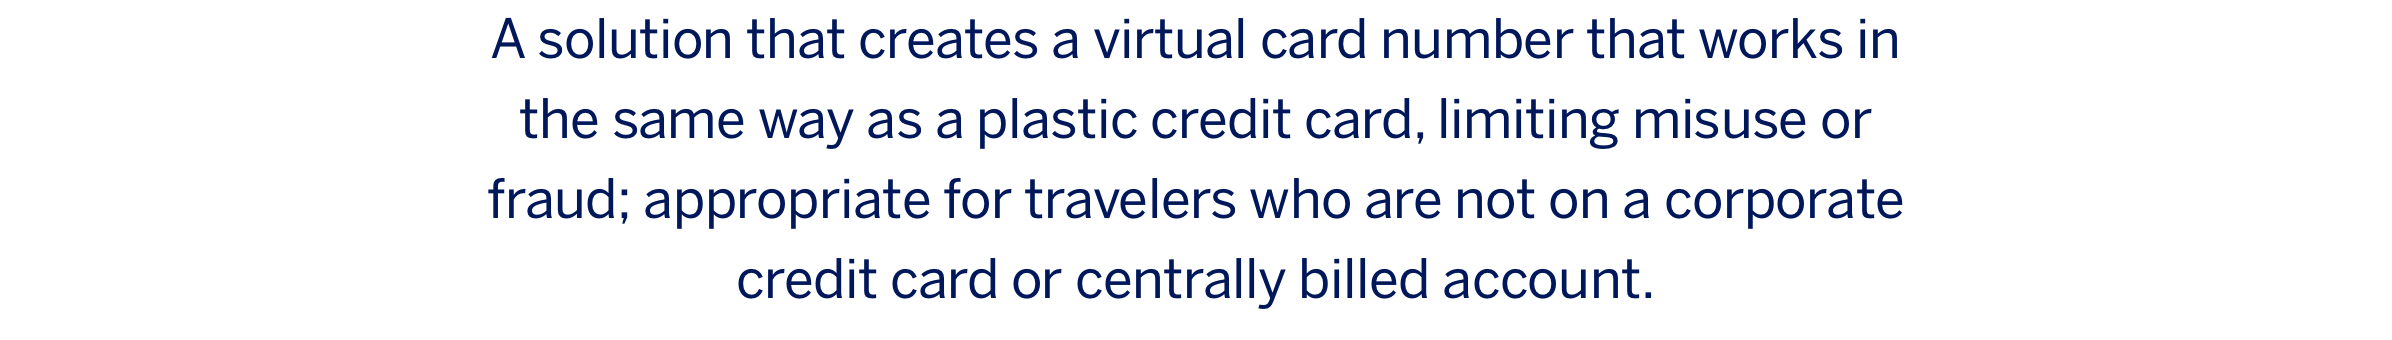 A solution that creates a virtual card number that works in
the same way as a plastic credit card, limiting misuse or
fraud; appropriate for travelers who are not on a corporate
credit card or centrally billed account.